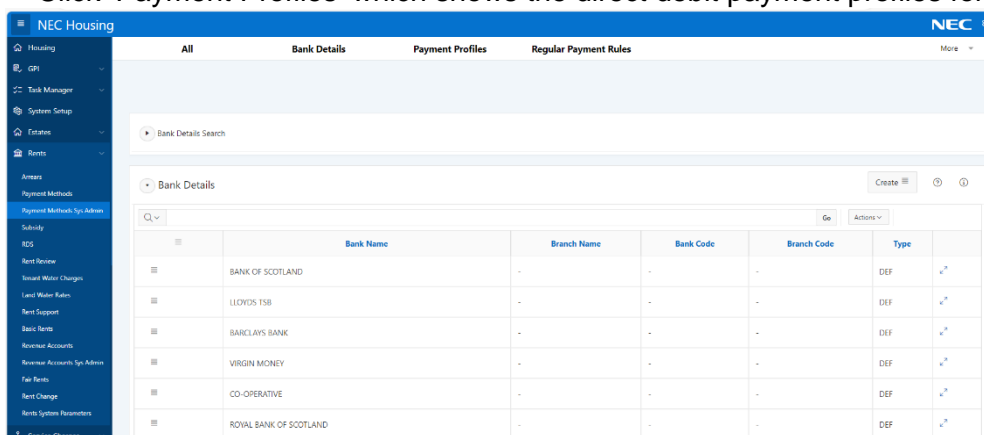 Click 'Payment Profiles' which shows the direct debit payment profiles for
NEC Housing
NEC
Housing
GPI
Task Manager
System Setup
Estates
Rents
Arrears
Payment Methods
Payment Methods Sys Admin
Subsidy
RDS
Rent Review
Tenant Water Charges
Land Water Rates
Rent Support
Basic Rents
Revenue Accounts
Revenue Accounts Sys Admin
Fair Rents
Rent Change
Rents System Parameters
All Bank Details Payment Profiles Regular Payment Rules More
Bank Details Search
Bank Details Create
Go Actions
Bank Name Branch Name Bank Code Branch Code Type
BANK OF SCOTLAND - - - DEF
LLOYDS TSB - - - DEF
BARCLAYS BANK - - - DEF
VIRGIN MONEY - - - DEF
CO-OPERATIVE - - - DEF
ROYAL BANK OF SCOTLAND - - - DEF